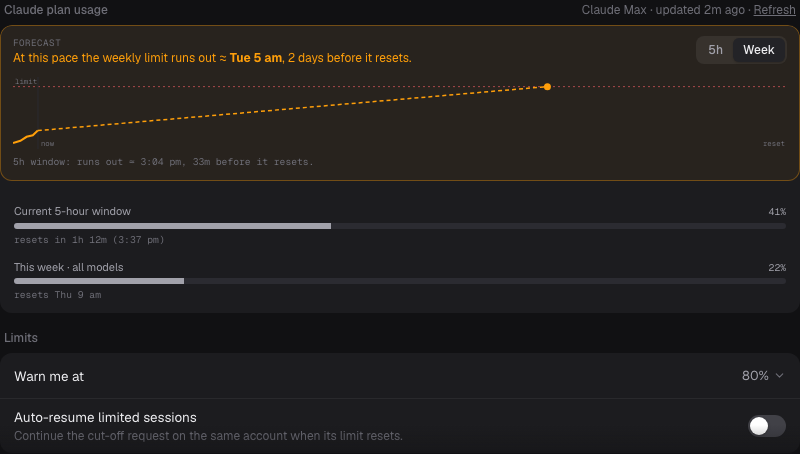 Claude plan usage
Claude Max · updated 2m ago · Refresh
FORECAST
At this pace the weekly limit runs out ≈ Tue 5 am, 2 days before it resets.
5h Week
limit
now
reset
5h window: runs out ≈ 3:04 pm, 33m before it resets.
Current 5-hour window
41%
resets in 1h 12m (3:37 pm)
This week · all models
22%
resets Thu 9 am
Limits
Warn me at
80%
Auto-resume limited sessions
Continue the cut-off request on the same account when its limit resets.